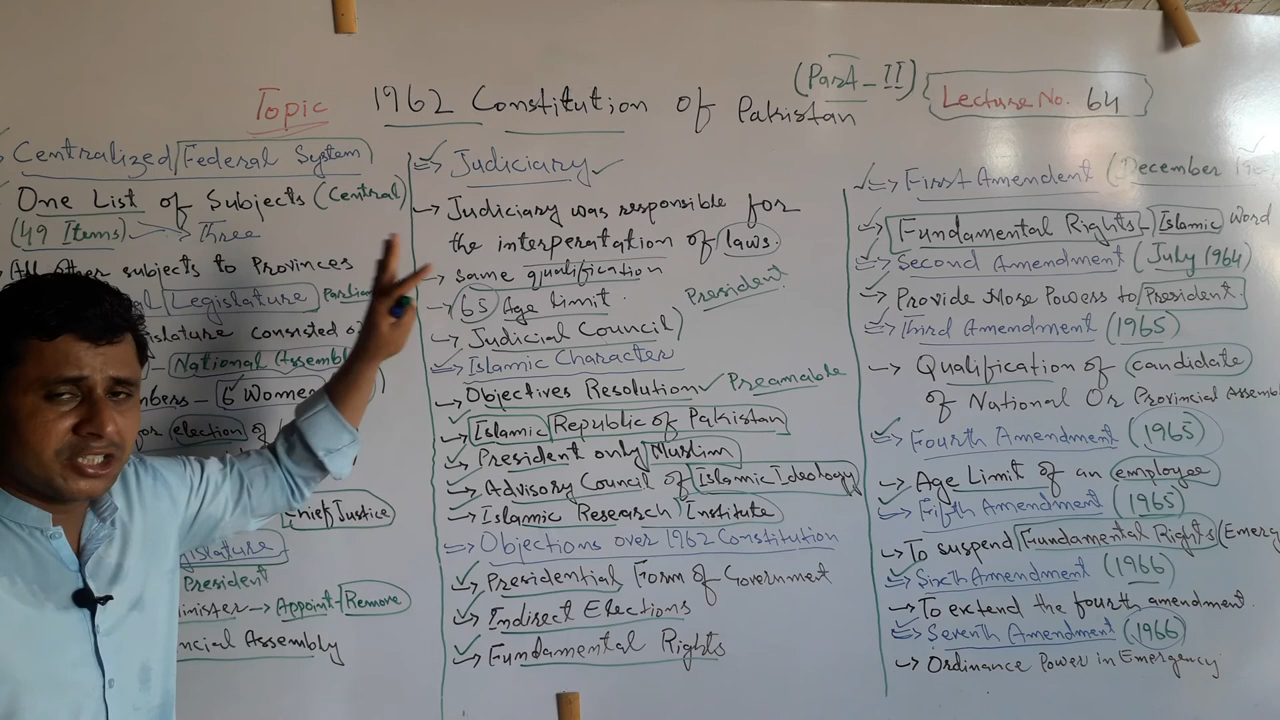 (Part-II)
Topic 1962 Constitution of Pakistan
Lecture No. 64
Centralized Federal System
One List of Subjects (Central)
(49 Items) Three
All Other subjects to Provinces
Legislature
consisted
National
6 Women
for election of
Chief Justice
President
Appoint - Remove
Assembly
⇒ Judiciary
→ Judiciary was responsible for
the interperatation of laws.
→ same qualification
→ 65 Age Limit.
President
→ Judicial Council)
⇒ Islamic Character
→ Objectives Resolution Preamable
→ Islamic Republic of Pakistan
→ President only Muslim
→ Advisory Council of Islamic Ideology
→ Islamic Research Institute
⇒ Objections over 1962 Constitution
→ Presidential Form of Government
→ Indirect Elections
→ Fundamental Rights
⇒ First Amendent (December
→ Fundamental Rights - Islamic Word
⇒ Second Amendment (July 1964)
→ Provide More Powers to President.
⇒ Third Amendment (1965)
→ Qualification of candidate
of National Or Provincial
⇒ Fourth Amendment (1965)
→ Age Limit of an employee
⇒ Fifth Amendment (1965)
→ To suspend Fundamental Rights
⇒ Sixth Amendment (1966)
→ To extend the fourth amendment.
⇒ Seventh Amendment (1966)
→ Ordinance Power in Emergency